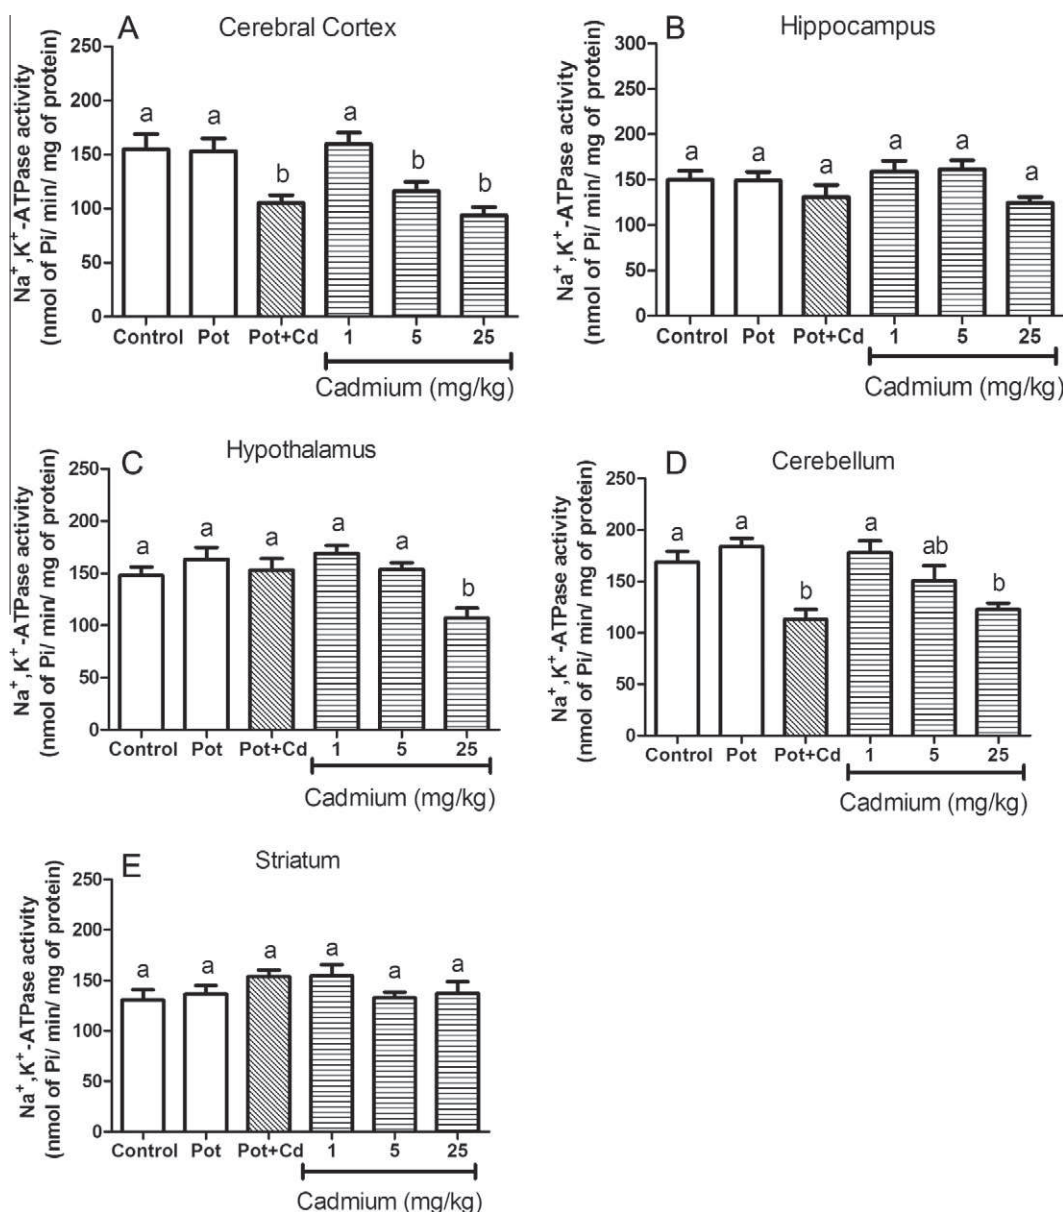 A
Cerebral Cortex
Na⁺,K⁺-ATPase activity
(nmol of Pi/ min/ mg of protein)
250
200
150
100
50
0
a
a
b
a
b
b
Control Pot Pot+Cd 1 5 25
Cadmium (mg/kg)
B
Hippocampus
Na⁺,K⁺-ATPase activity
(nmol of Pi/ min/ mg of protein)
300
250
200
150
100
50
0
a
a
a
a
a
a
Control Pot Pot+Cd 1 5 25
Cadmium (mg/kg)
C
Hypothalamus
Na⁺,K⁺-ATPase activity
(nmol of Pi/ min/ mg of protein)
250
200
150
100
50
0
a
a
a
a
a
b
Control Pot Pot+Cd 1 5 25
Cadmium (mg/kg)
D
Cerebellum
Na⁺,K⁺-ATPase activity
(nmol of Pi/ min/ mg of protein)
250
200
150
100
50
0
a
a
b
a
ab
b
Control Pot Pot+Cd 1 5 25
Cadmium (mg/kg)
E
Striatum
Na⁺,K⁺-ATPase activity
(nmol of Pi/ min/ mg of protein)
250
200
150
100
50
0
a
a
a
a
a
a
Control Pot Pot+Cd 1 5 25
Cadmium (mg/kg)